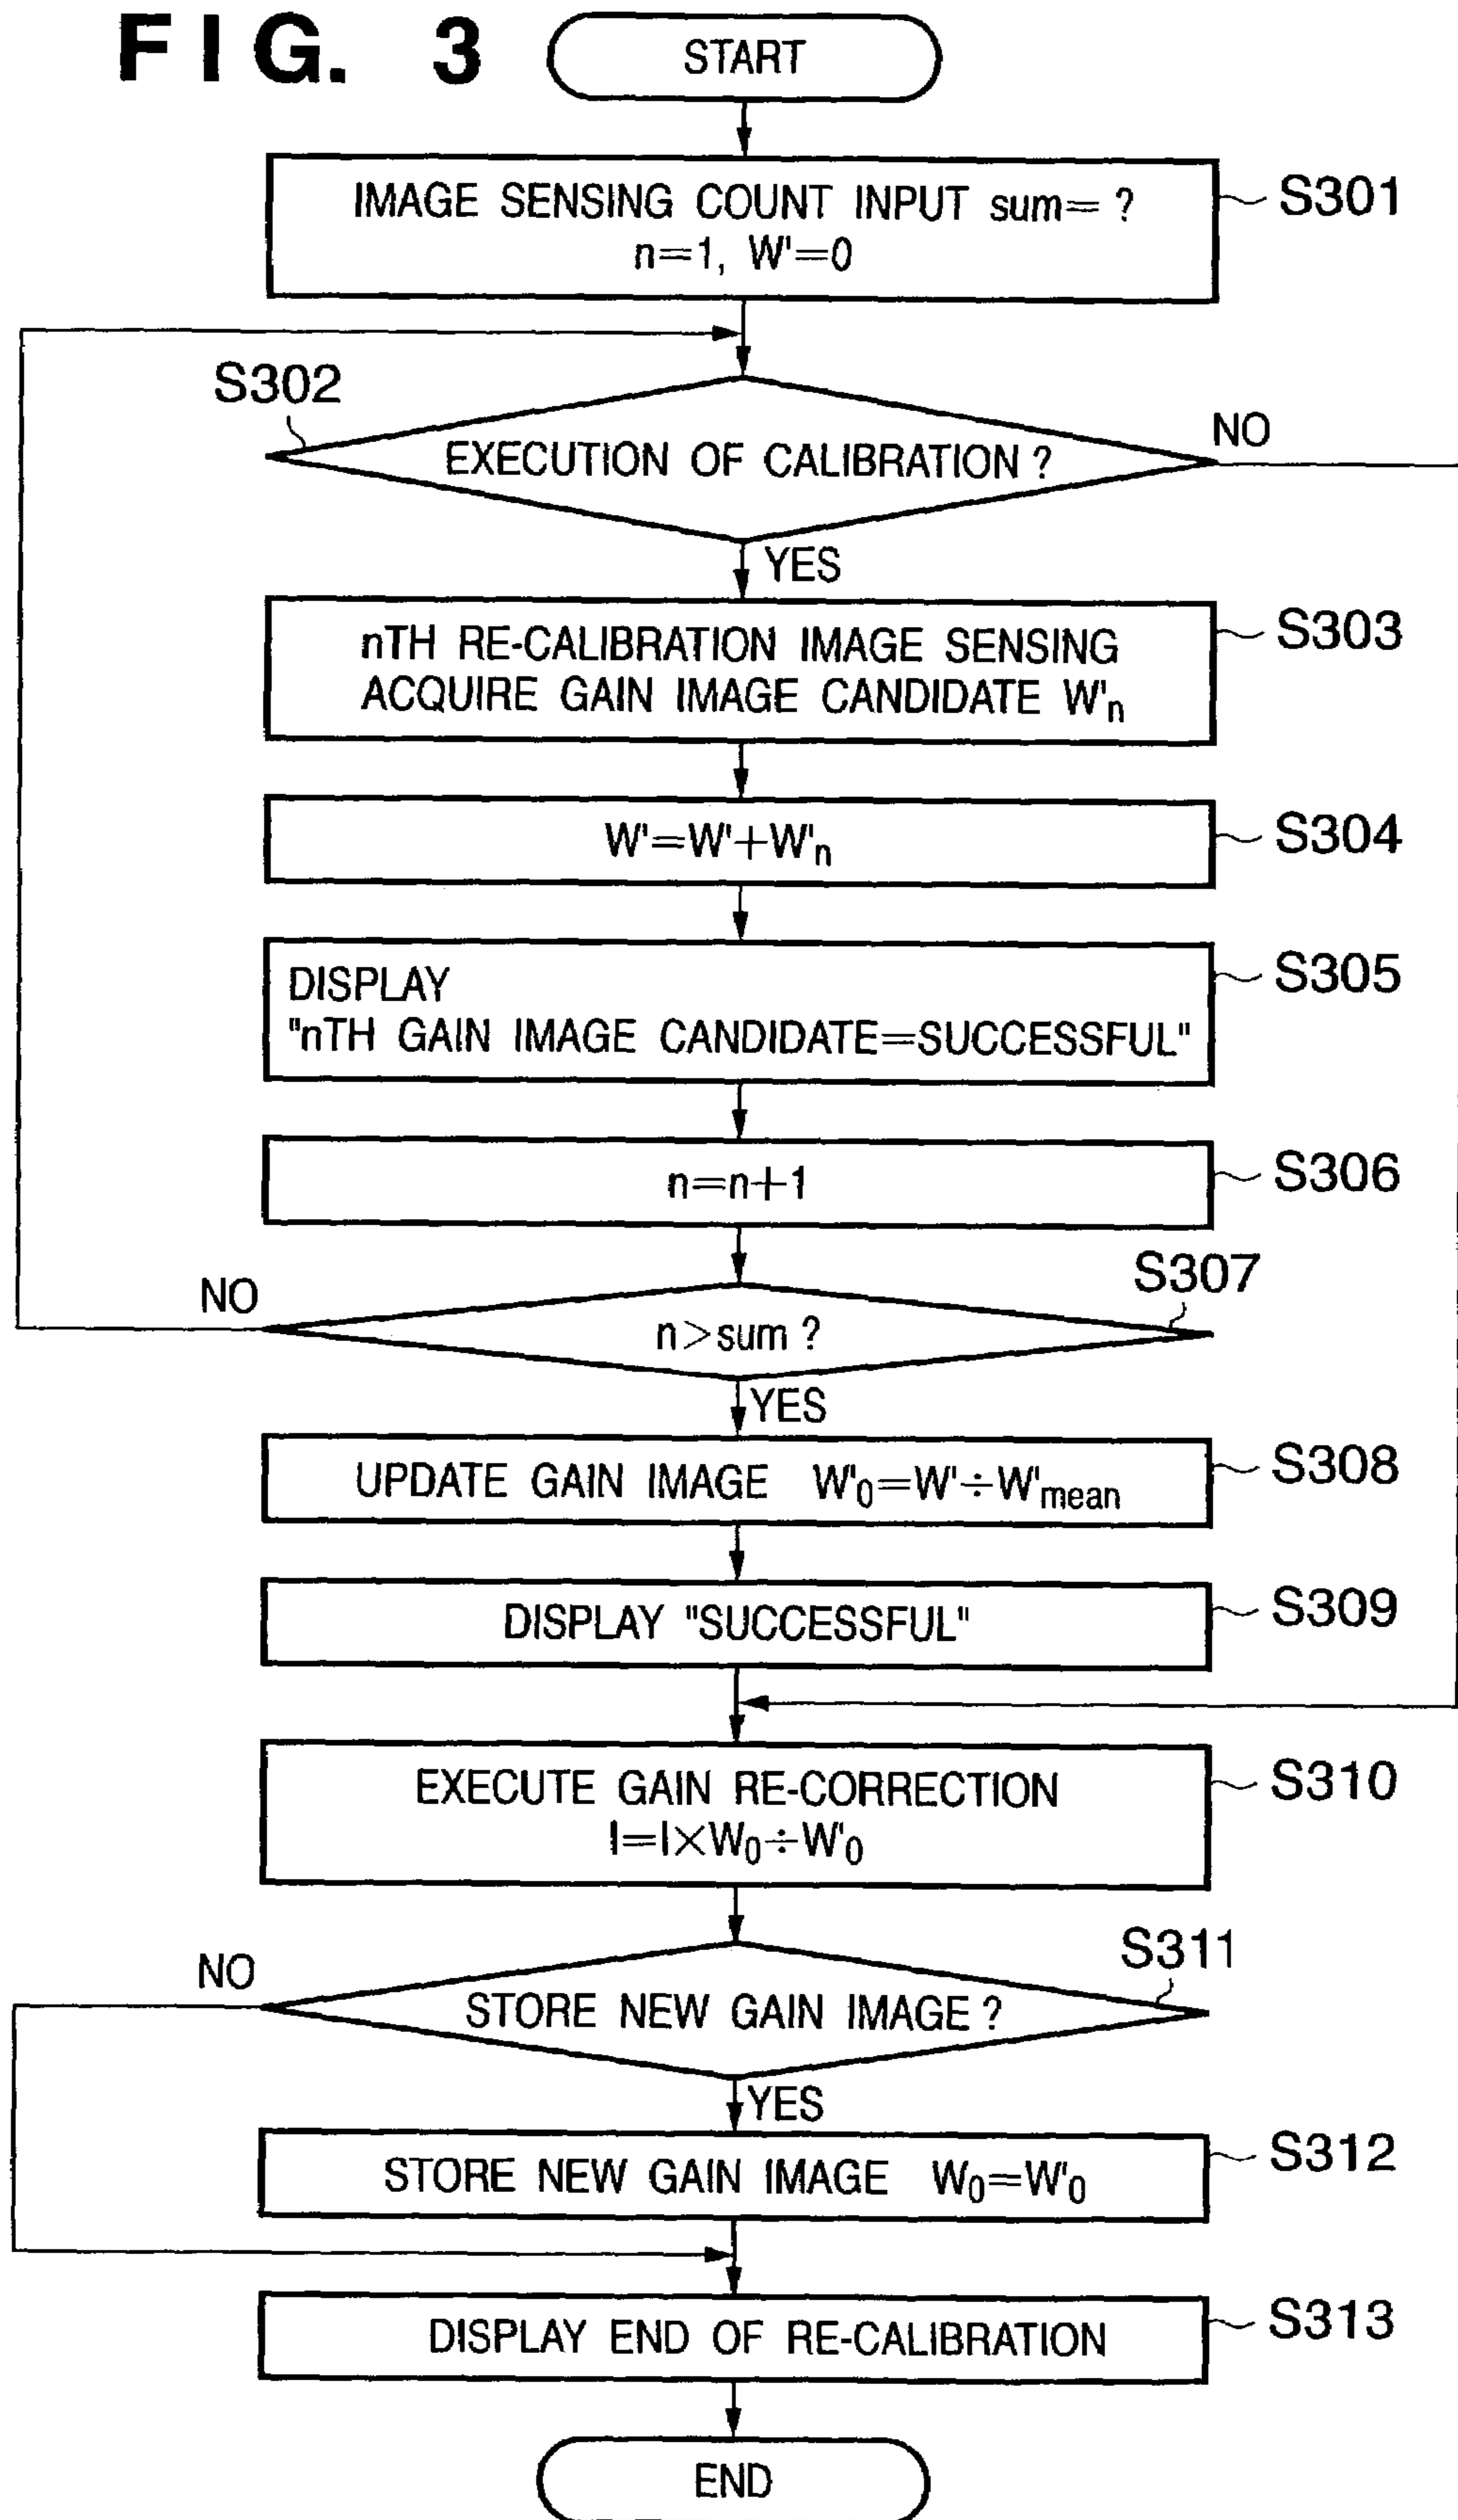 FIG. 3
START
IMAGE SENSING COUNT INPUT sum=?
n=1, W'=0
S301
S302
EXECUTION OF CALIBRATION?
NO
YES
nTH RE-CALIBRATION IMAGE SENSING
ACQUIRE GAIN IMAGE CANDIDATE W'n
S303
W'=W'+W'n
S304
DISPLAY
"nTH GAIN IMAGE CANDIDATE=SUCCESSFUL"
S305
n=n+1
S306
S307
NO
n>sum?
YES
UPDATE GAIN IMAGE W'0=W'÷W'mean
S308
DISPLAY "SUCCESSFUL"
S309
EXECUTE GAIN RE-CORRECTION
I=I×W0÷W'0
S310
S311
NO
STORE NEW GAIN IMAGE?
YES
STORE NEW GAIN IMAGE W0=W'0
S312
DISPLAY END OF RE-CALIBRATION
S313
END